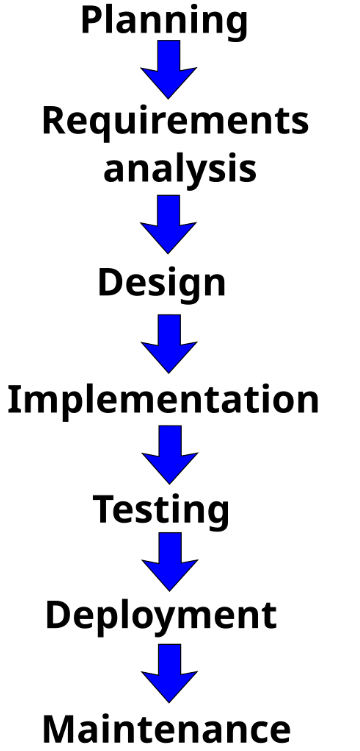 Planning
Requirements
analysis
Design
Implementation
Testing
Deployment
Maintenance